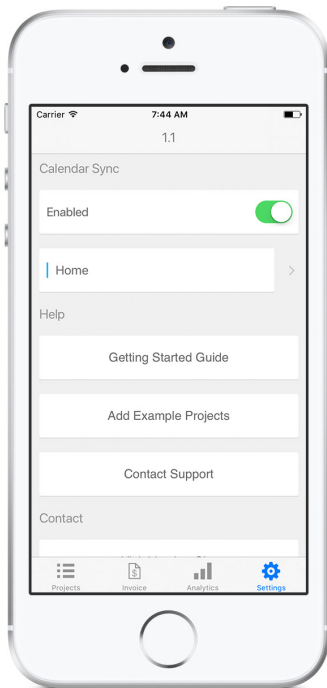 Carrier
7:44 AM
1.1
Calendar Sync
Enabled
Home
Help
Getting Started Guide
Add Example Projects
Contact Support
Contact
Projects
Invoice
Analytics
Settings